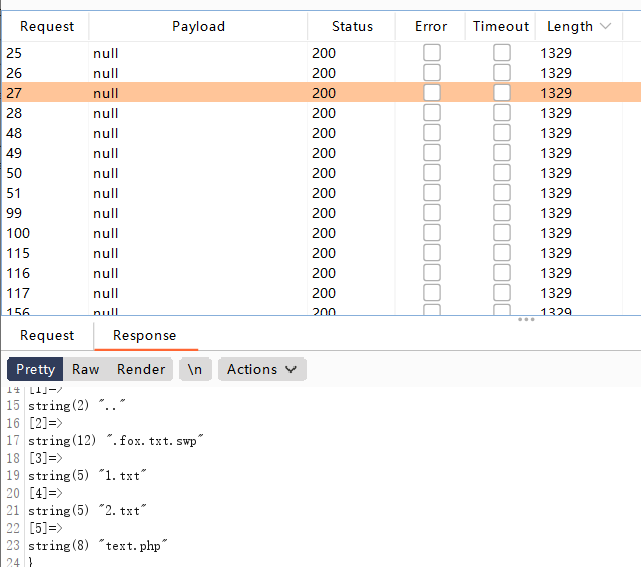 Request Payload Status Error Timeout Length
25 null 200 1329
26 null 200 1329
27 null 200 1329
28 null 200 1329
48 null 200 1329
49 null 200 1329
50 null 200 1329
51 null 200 1329
99 null 200 1329
100 null 200 1329
115 null 200 1329
116 null 200 1329
117 null 200 1329
156 null 200 1329
Request Response
Pretty Raw Render \n Actions
14 [1]=>
15 string(2) ".."
16 [2]=>
17 string(12) ".fox.txt.swp"
18 [3]=>
19 string(5) "1.txt"
20 [4]=>
21 string(5) "2.txt"
22 [5]=>
23 string(8) "text.php"
24 }